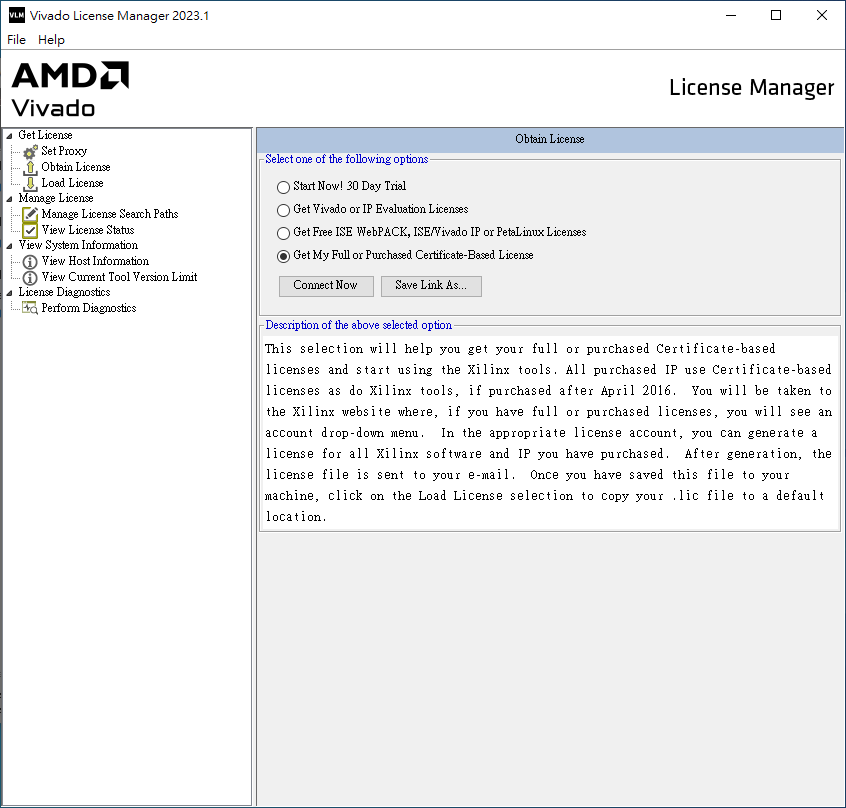 VLM Vivado License Manager 2023.1
File Help
AMD
Vivado
License Manager
Get License
Set Proxy
Obtain License
Load License
Manage License
Manage License Search Paths
View License Status
View System Information
View Host Information
View Current Tool Version Limit
License Diagnostics
Perform Diagnostics
Obtain License
Select one of the following options
Start Now! 30 Day Trial
Get Vivado or IP Evaluation Licenses
Get Free ISE WebPACK, ISE/Vivado IP or PetaLinux Licenses
Get My Full or Purchased Certificate-Based License
Connect Now Save Link As...
Description of the above selected option
This selection will help you get your full or purchased Certificate-based
licenses and start using the Xilinx tools. All purchased IP use Certificate-based
licenses as do Xilinx tools, if purchased after April 2016.  You will be taken to
the Xilinx website where, if you have full or purchased licenses, you will see an
account drop-down menu.  In the appropriate license account, you can generate a
license for all Xilinx software and IP you have purchased.  After generation, the
license file is sent to your e-mail.  Once you have saved this file to your
machine, click on the Load License selection to copy your .lic file to a default
location.